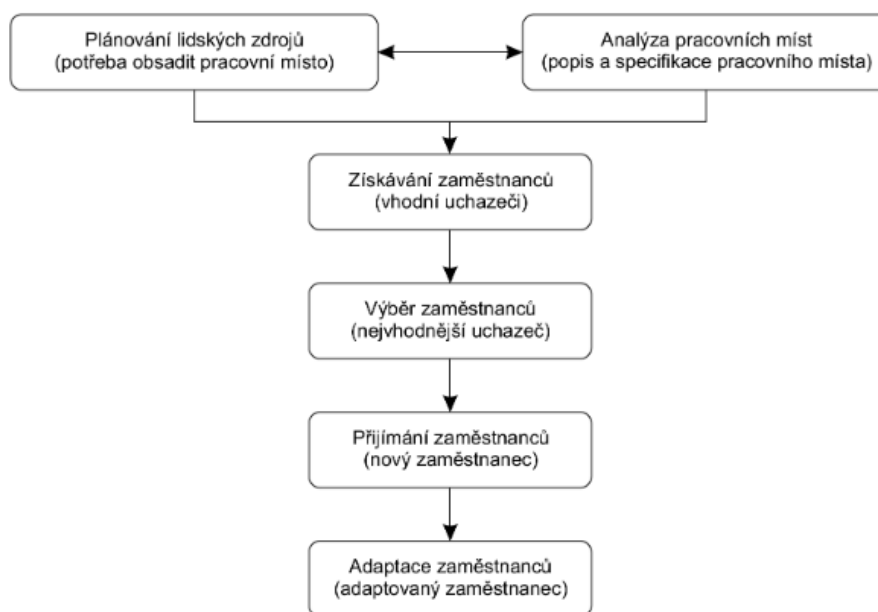 Plánování lidských zdrojů
(potřeba obsadit pracovní místo)
Analýza pracovních míst
(popis a specifikace pracovního místa)
Získávání zaměstnanců
(vhodní uchazeči)
Výběr zaměstnanců
(nejvhodnější uchazeč)
Přijímání zaměstnanců
(nový zaměstnanec)
Adaptace zaměstnanců
(adaptovaný zaměstnanec)